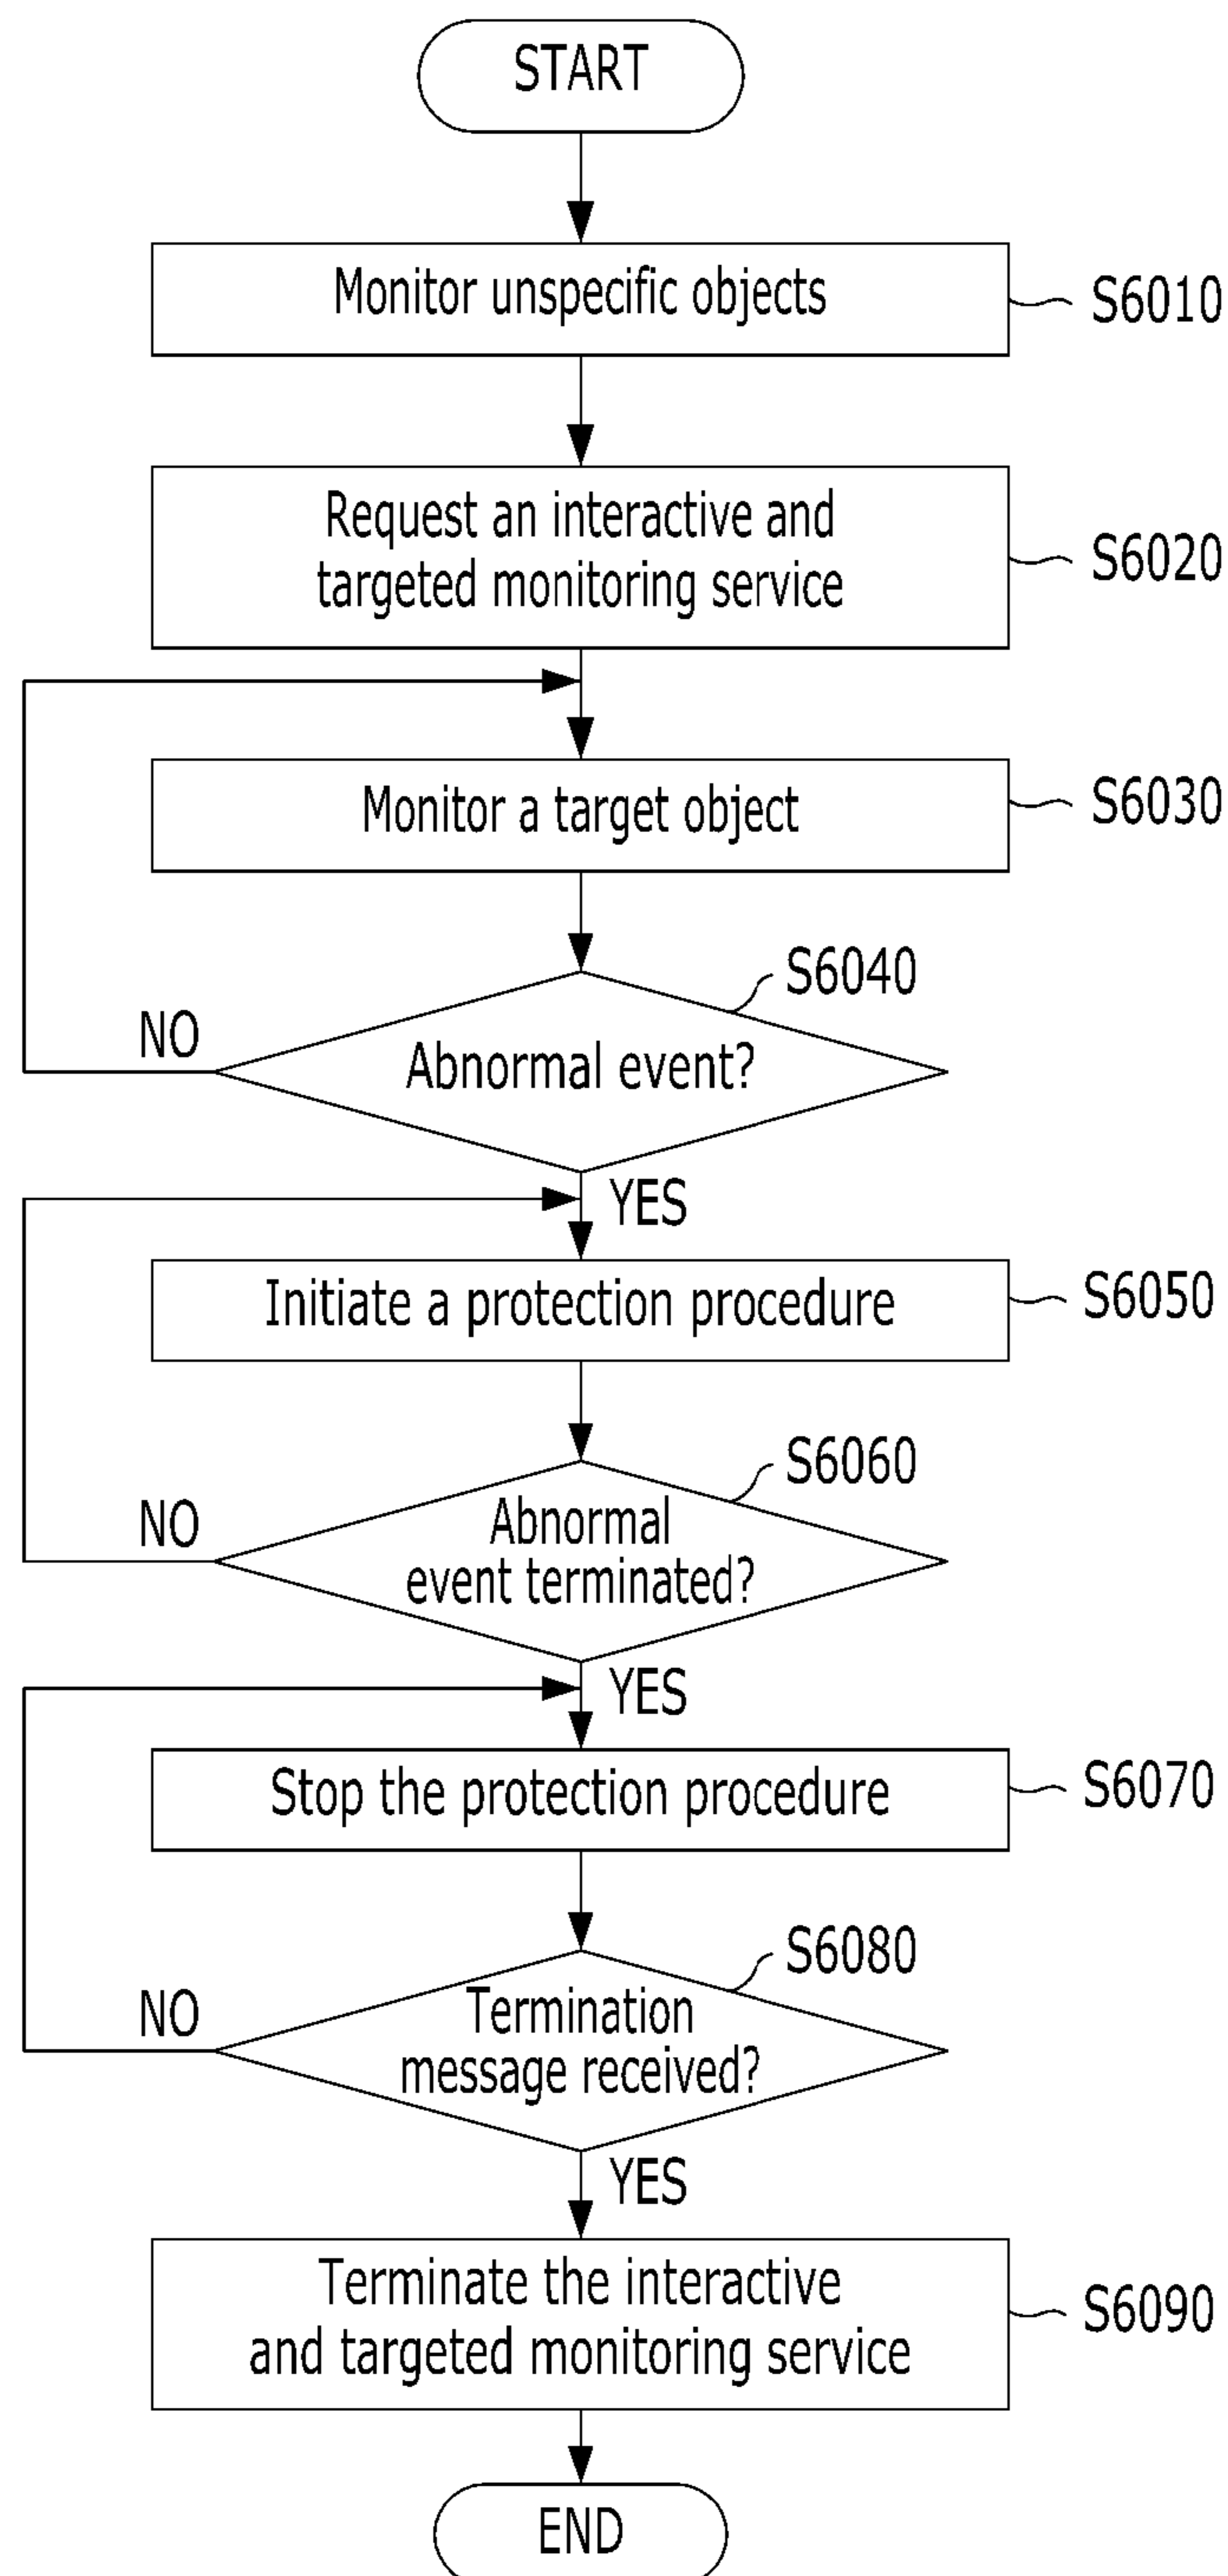 START
Monitor unspecific objects
S6010
Request an interactive and
targeted monitoring service
S6020
Monitor a target object
S6030
S6040
Abnormal event?
NO
YES
Initiate a protection procedure
S6050
S6060
Abnormal
event terminated?
NO
YES
Stop the protection procedure
S6070
S6080
Termination
message received?
NO
YES
Terminate the interactive
and targeted monitoring service
S6090
END